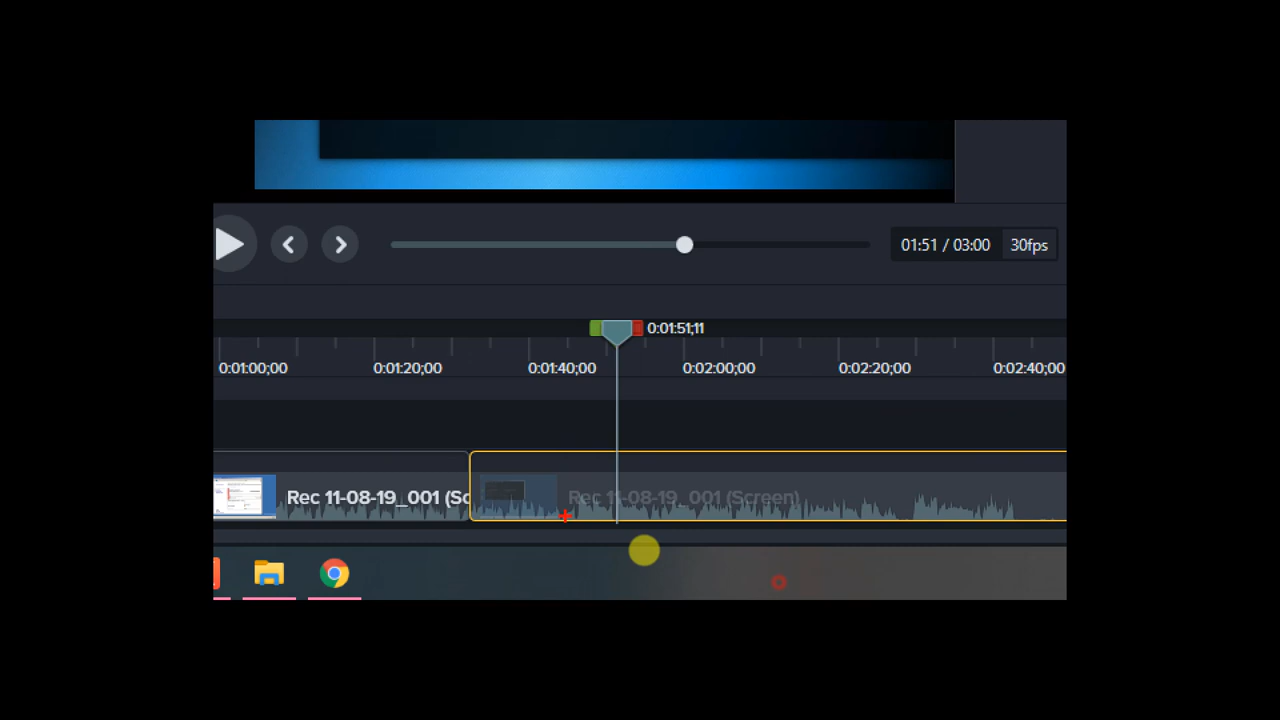 01:51 / 03:00 30fps
0:01:51;11
0:01:00;00 0:01:20;00 0:01:40;00 0:02:00;00 0:02:20;00 0:02:40;00
Rec 11-08-19_001 (Sc Rec 11-08-19_001 (Screen)